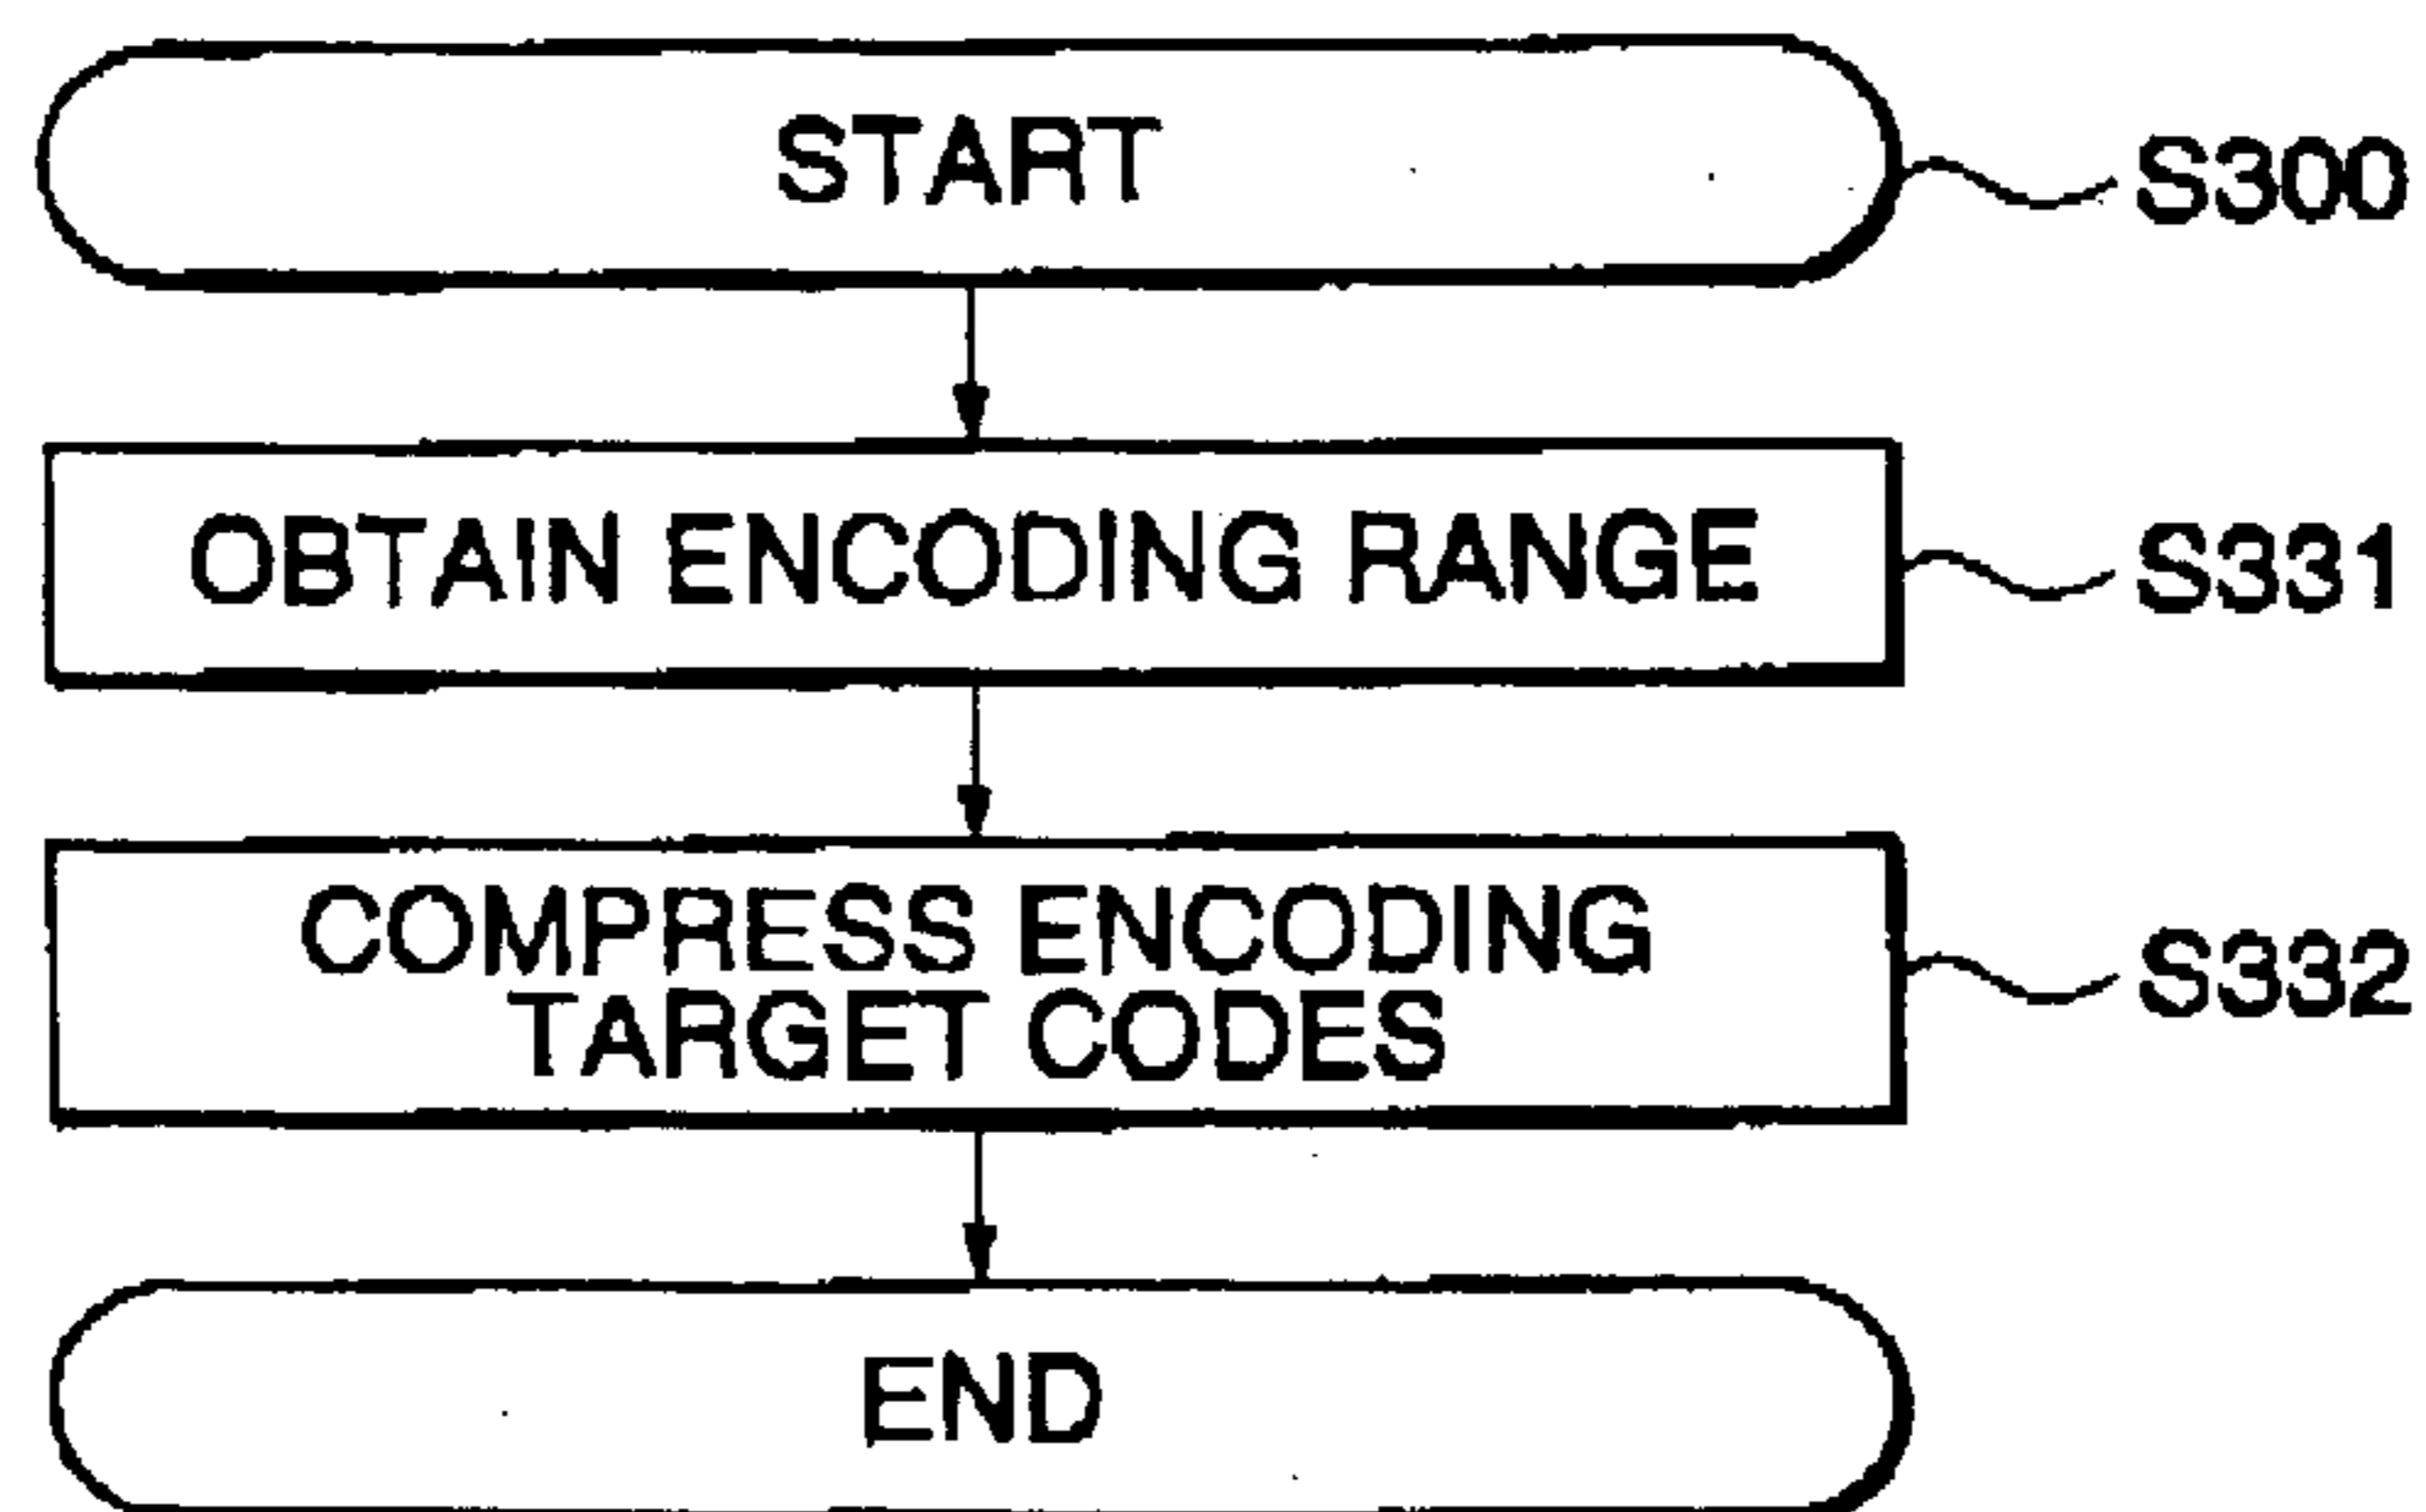 START
S300
OBTAIN ENCODING RANGE
S331
COMPRESS ENCODING
TARGET CODES
S332
END